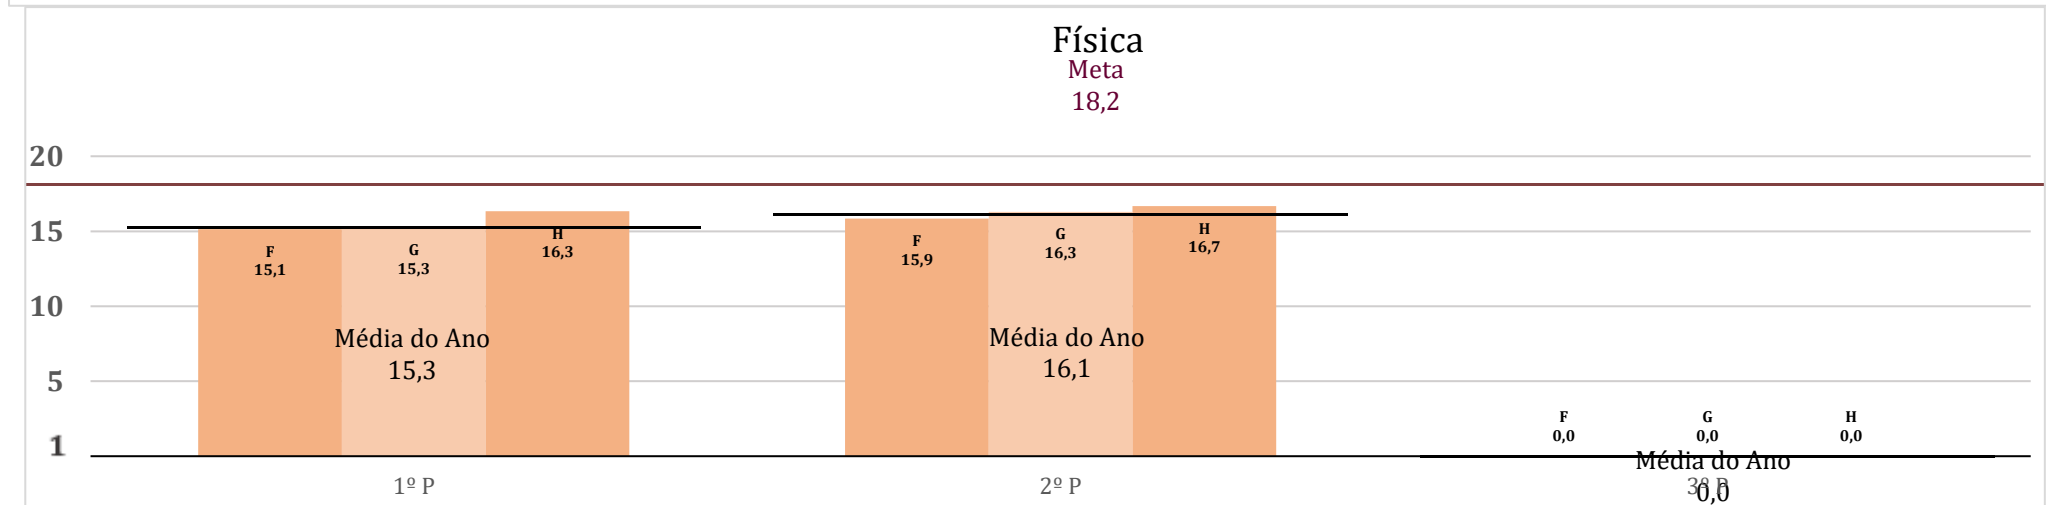 Física
Meta
18,2
20
15
10
5
1
F
15,1
G
15,3
H
16,3
Média do Ano
15,3
F
15,9
G
16,3
H
16,7
Média do Ano
16,1
F
0,0
G
0,0
H
0,0
Média do Ano
0,0
1º P
2º P
3º P